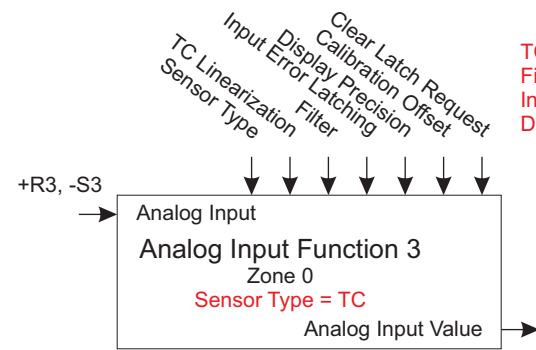 Sensor Type
TC Linearization
Filter
Input Error Latching
Display Precision
Calibration Offset
Clear Latch Request
+R3, -S3
Analog Input
Analog Input Function 3
Zone 0
Sensor Type = TC
Analog Input Value